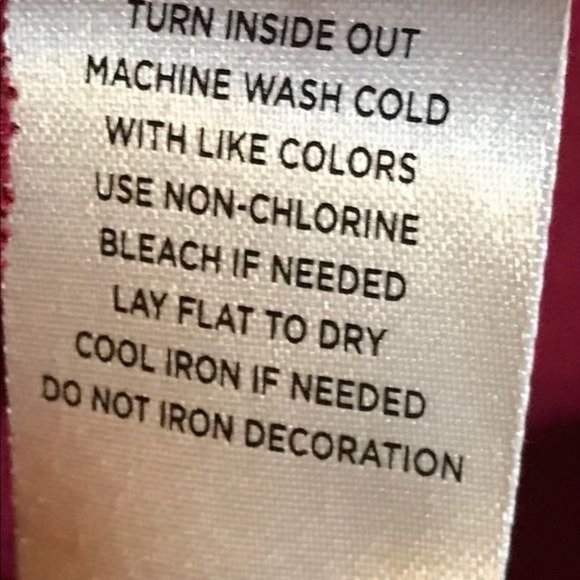 TURN INSIDE OUT
MACHINE WASH COLD
WITH LIKE COLORS
USE NON-CHLORINE
BLEACH IF NEEDED
LAY FLAT TO DRY
COOL IRON IF NEEDED
DO NOT IRON DECORATION